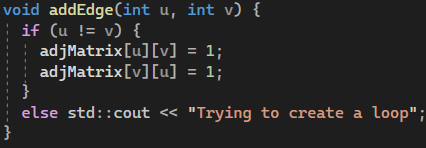 void addEdge(int u, int v) {
  if (u != v) {
    adjMatrix[u][v] = 1;
    adjMatrix[v][u] = 1;
  }
  else std::cout << "Trying to create a loop";
}